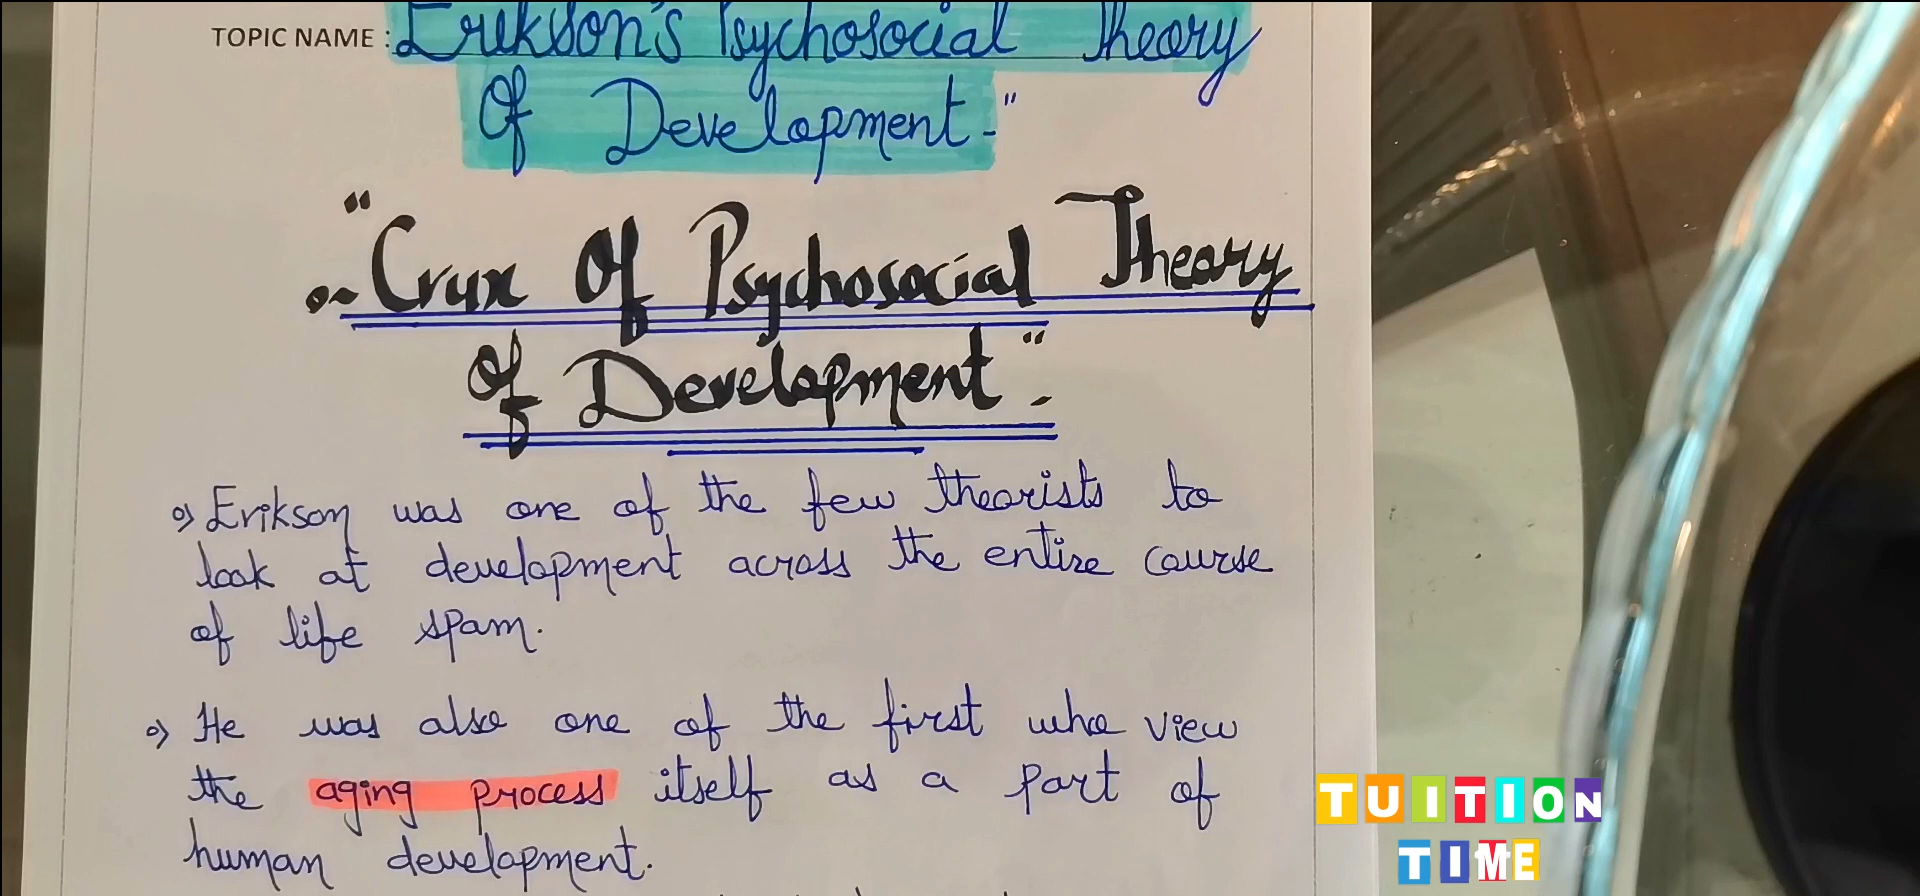 TOPIC NAME : Erikson's Psychosocial Theory
Of Development-"
"Crux Of Psychosocial Theory
of Development".
Erikson was one of the few theorists to
look at development across the entire course
of life spam.
He was also one of the first who view
the aging process itself as a part of
human development.
TUITION
TIME